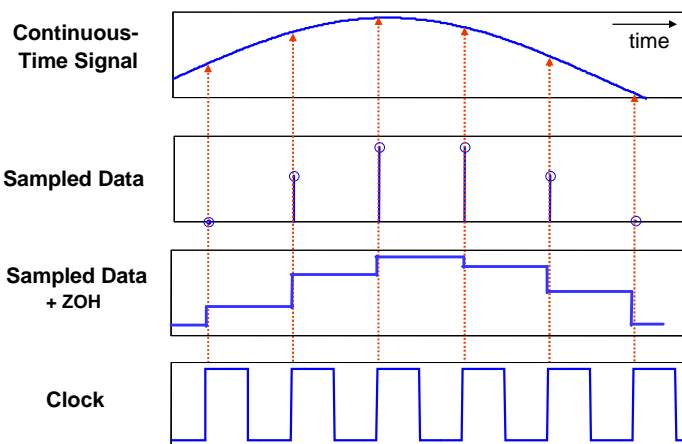 Continuous-
Time Signal
time
Sampled Data
Sampled Data
+ ZOH
Clock